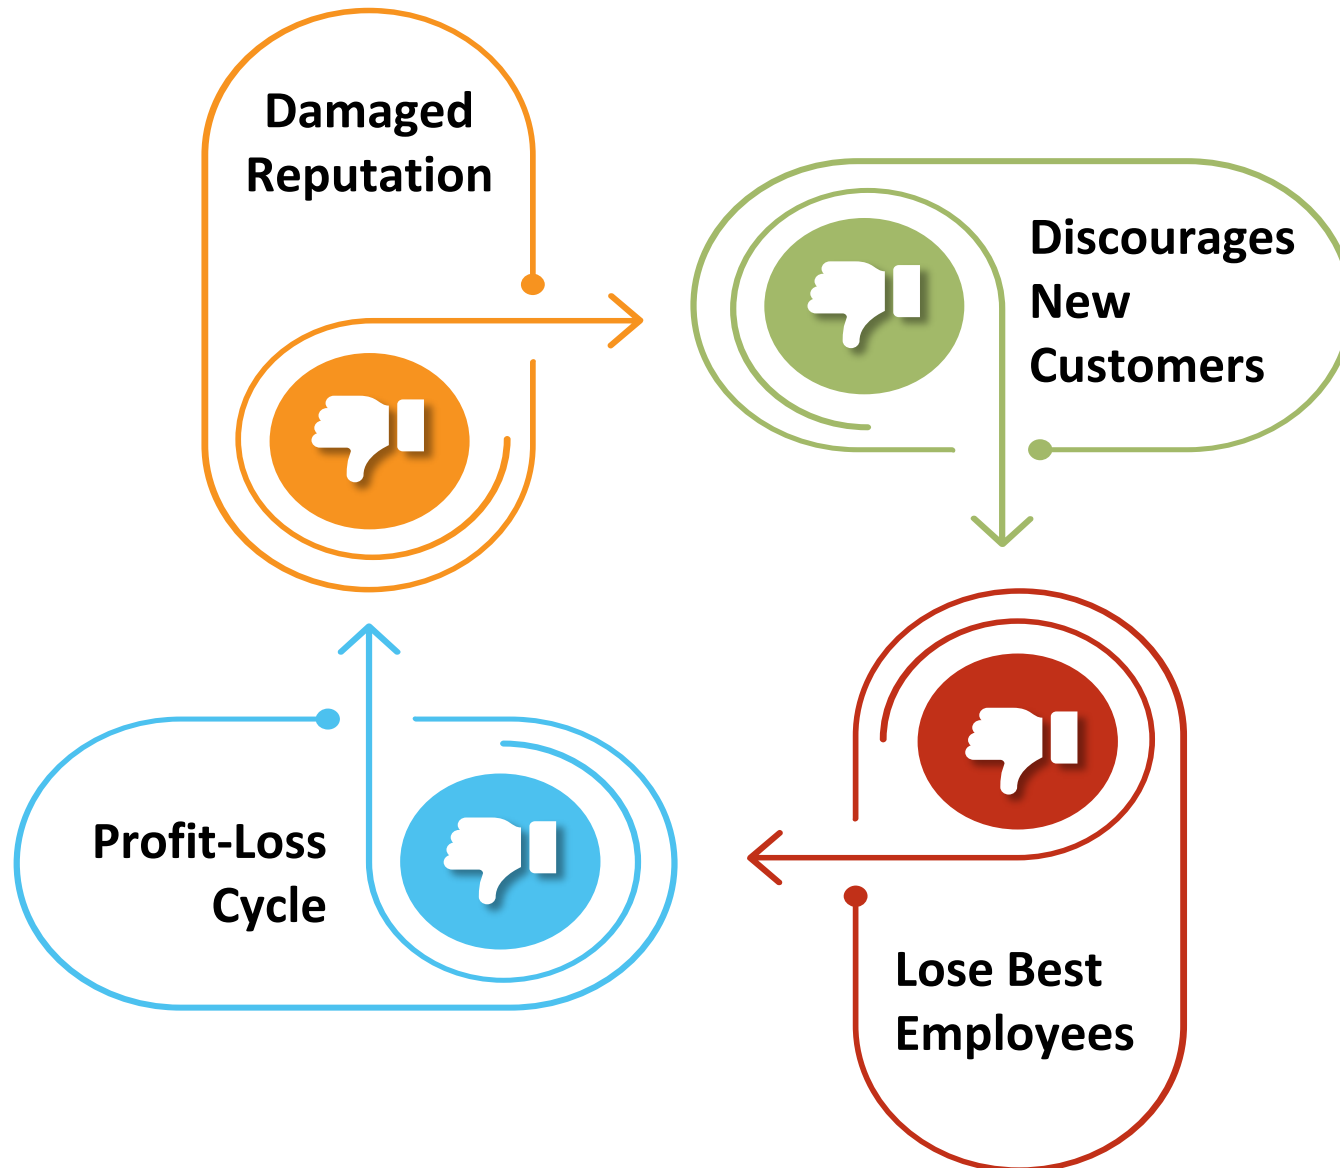 Damaged
Reputation
Discourages
New
Customers
Lose Best
Employees
Profit-Loss
Cycle